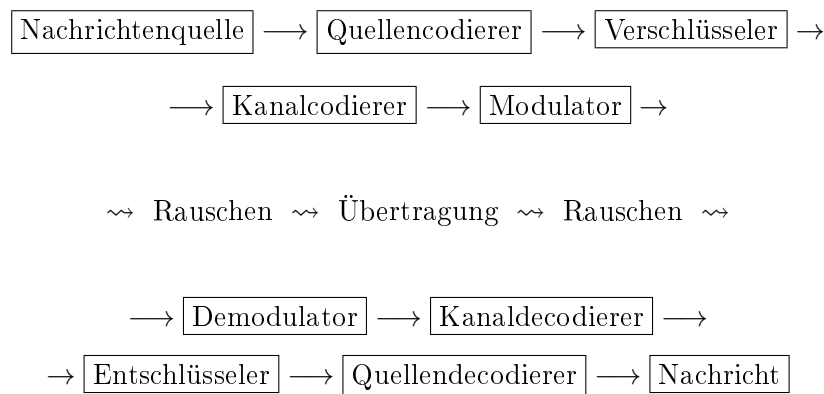 Nachrichtenquelle ⟶ Quellencodierer ⟶ Verschlüsseler →
⟶ Kanalcodierer ⟶ Modulator →
⇝ Rauschen ⇝ Übertragung ⇝ Rauschen ⇝
⟶ Demodulator ⟶ Kanaldecodierer ⟶
→ Entschlüsseler ⟶ Quellendecodierer ⟶ Nachricht